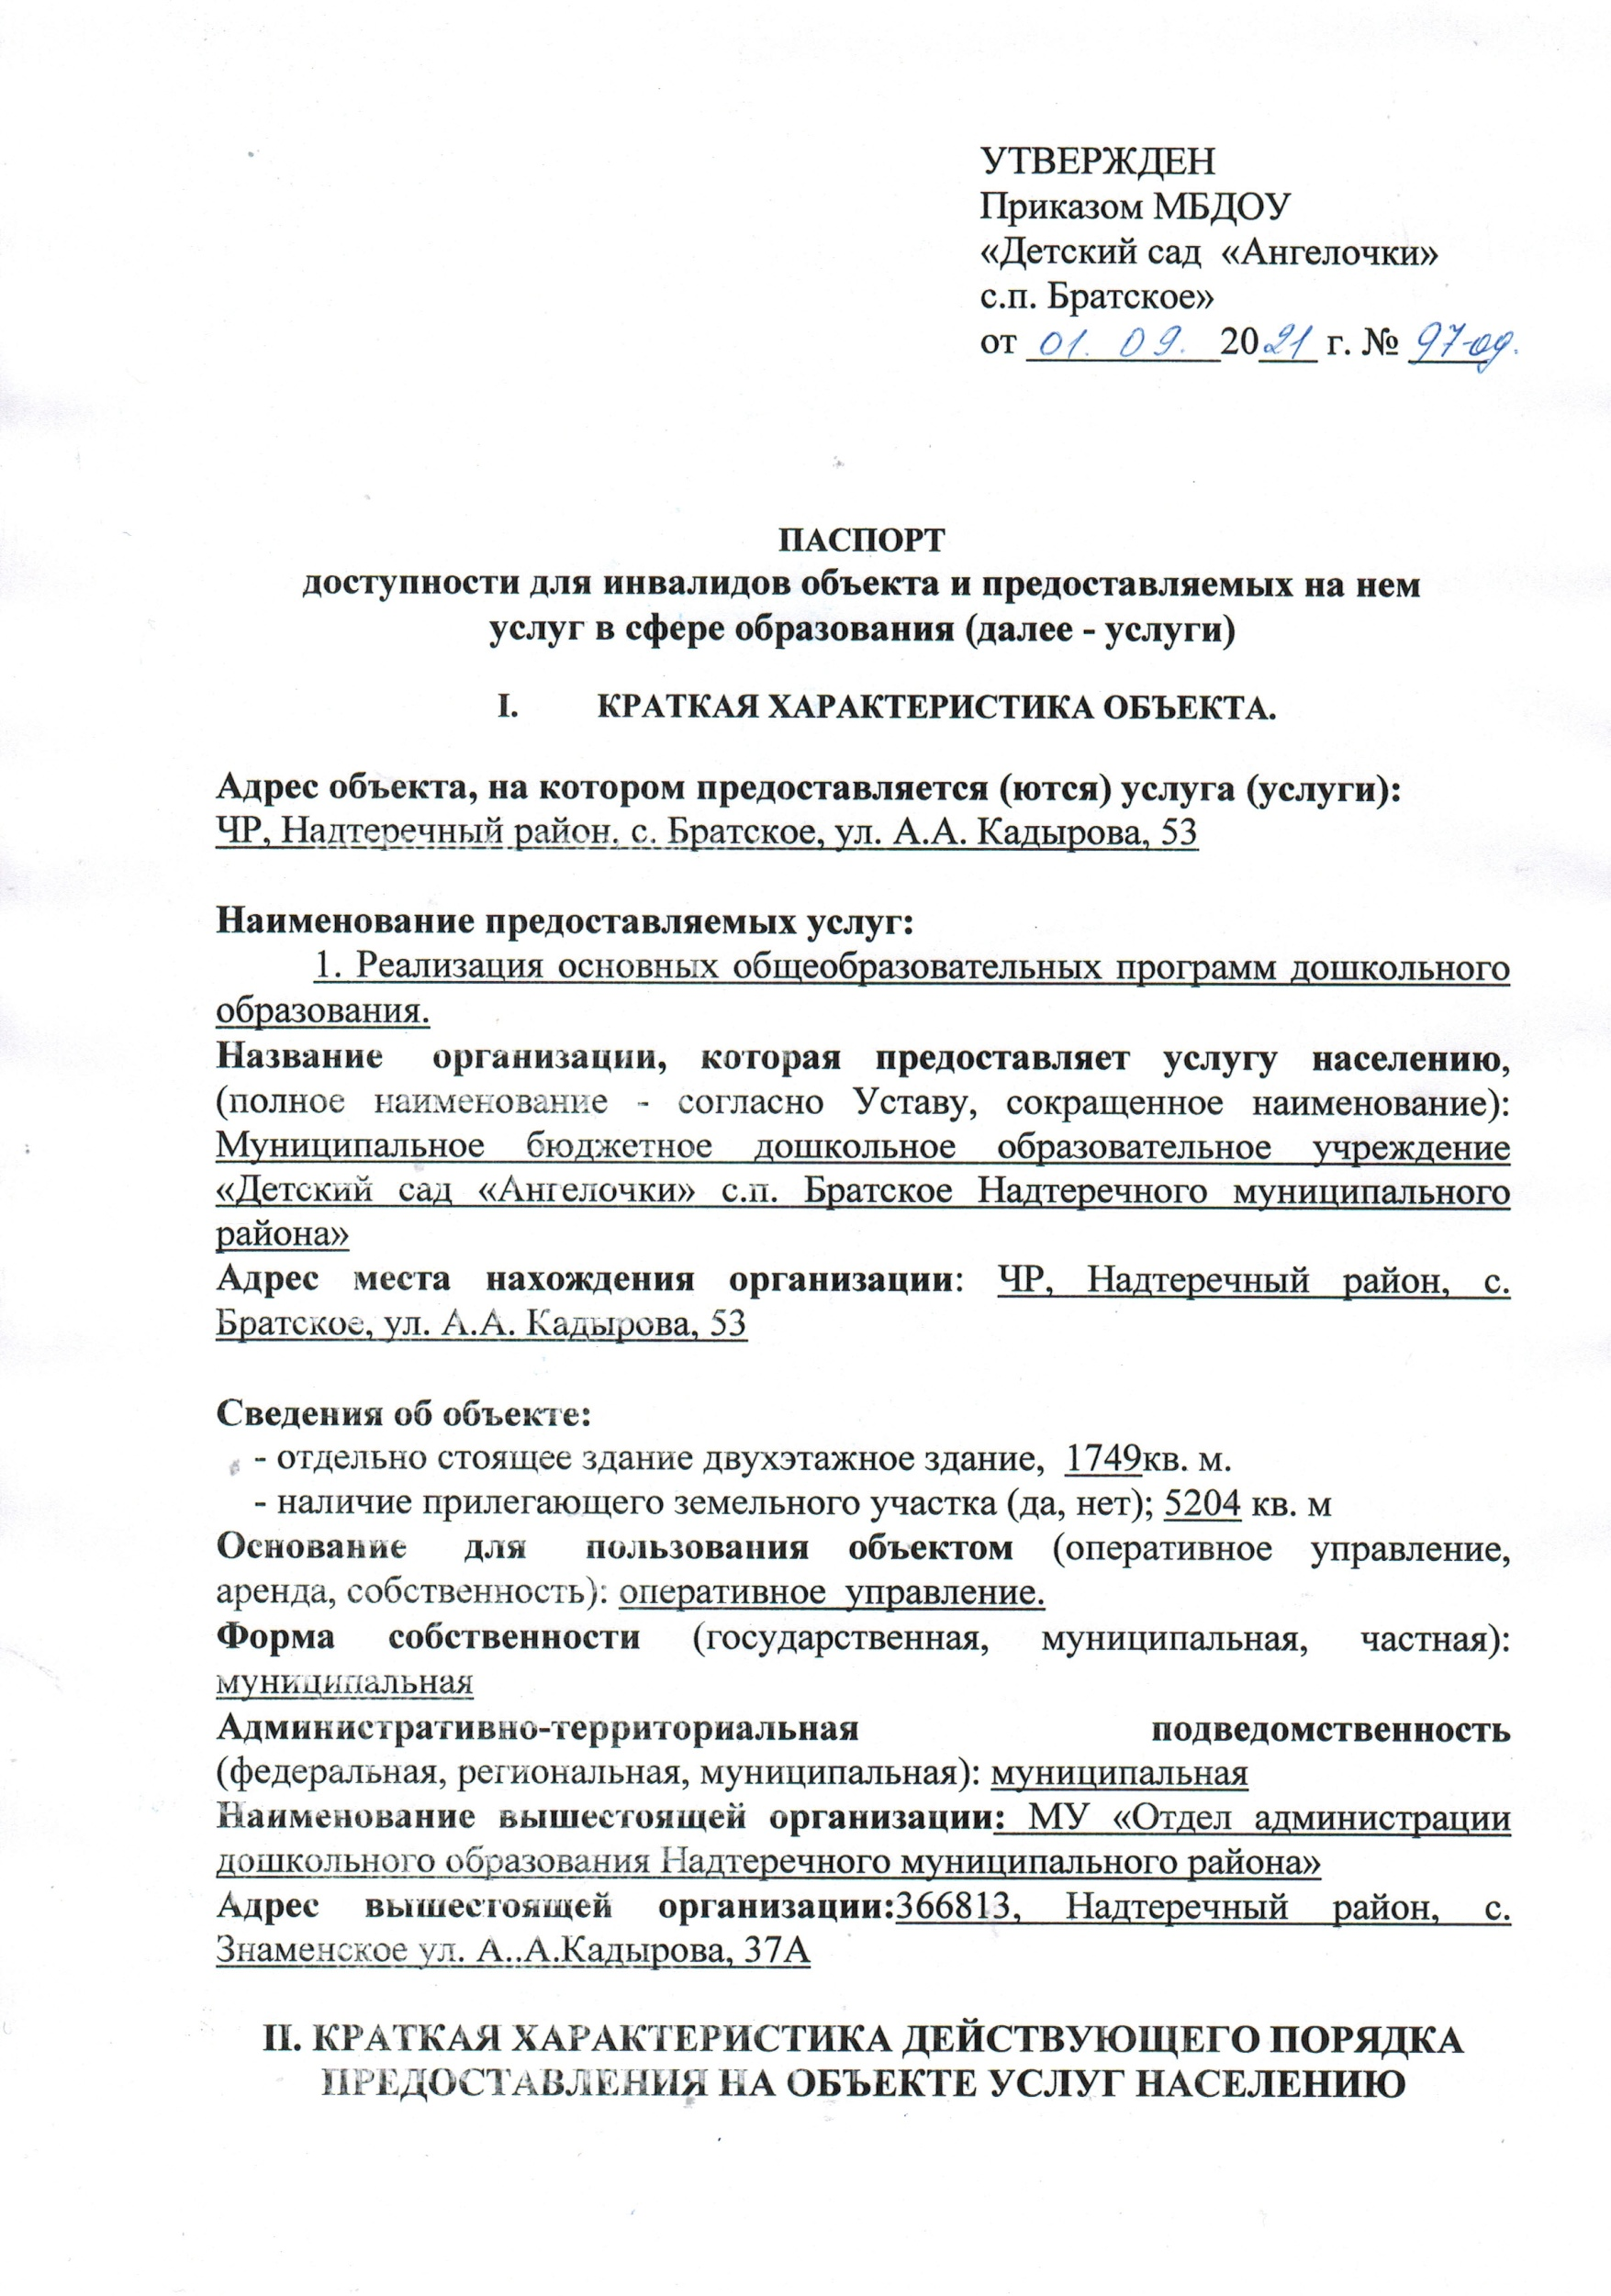 УТВЕРЖДЕН
Приказом МБДОУ
«Детский сад «Ангелочки»
с.п. Братское»
от 01. 09. 2021 г. № 97-од.
ПАСПОРТ
доступности для инвалидов объекта и предоставляемых на нем
услуг в сфере образования (далее - услуги)
I. КРАТКАЯ ХАРАКТЕРИСТИКА ОБЪЕКТА.
Адрес объекта, на котором предоставляется (ются) услуга (услуги):
ЧР, Надтеречный район, с. Братское, ул. А.А. Кадырова, 53
Наименование предоставляемых услуг:
1. Реализация основных общеобразовательных программ дошкольного
образования.
Название организации, которая предоставляет услугу населению,
(полное наименование - согласно Уставу, сокращенное наименование):
Муниципальное бюджетное дошкольное образовательное учреждение
«Детский сад «Ангелочки» с.п. Братское Надтеречного муниципального
района»
Адрес места нахождения организации: ЧР, Надтеречный район, с.
Братское, ул. А.А. Кадырова, 53
Сведения об объекте:
- отдельно стоящее здание двухэтажное здание, 1749кв. м.
- наличие прилегающего земельного участка (да, нет); 5204 кв. м
Основание для пользования объектом (оперативное управление,
аренда, собственность): оперативное управление.
Форма собственности (государственная, муниципальная, частная):
муниципальная
Административно-территориальная подведомственность
(федеральная, региональная, муниципальная): муниципальная
Наименование вышестоящей организации: МУ «Отдел администрации
дошкольного образования Надтеречного муниципального района»
Адрес вышестоящей организации:366813, Надтеречный район, с.
Знаменское ул. А..А.Кадырова, 37А
II. КРАТКАЯ ХАРАКТЕРИСТИКА ДЕЙСТВУЮЩЕГО ПОРЯДКА
ПРЕДОСТАВЛЕНИЯ НА ОБЪЕКТЕ УСЛУГ НАСЕЛЕНИЮ